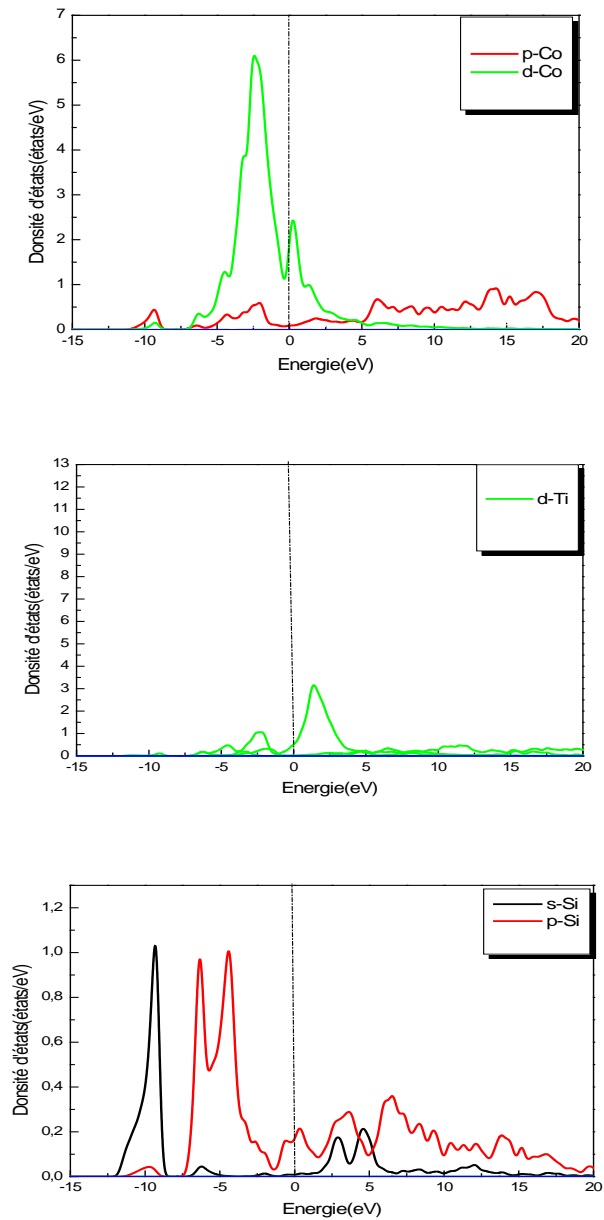 7
6
5
4
3
2
1
0
Donsité d'états(états/eV)
p-Co
d-Co
-15 -10 -5 0 5 10 15 20
Energie(eV)
13
12
11
10
9
8
7
6
5
4
3
2
1
0
Donsité d'états(états/eV)
d-Ti
-15 -10 -5 0 5 10 15 20
Energie(eV)
1,2
1,0
0,8
0,6
0,4
0,2
0,0
Donsité d'états(états/eV)
s-Si
p-Si
-15 -10 -5 0 5 10 15 20
Energie(eV)